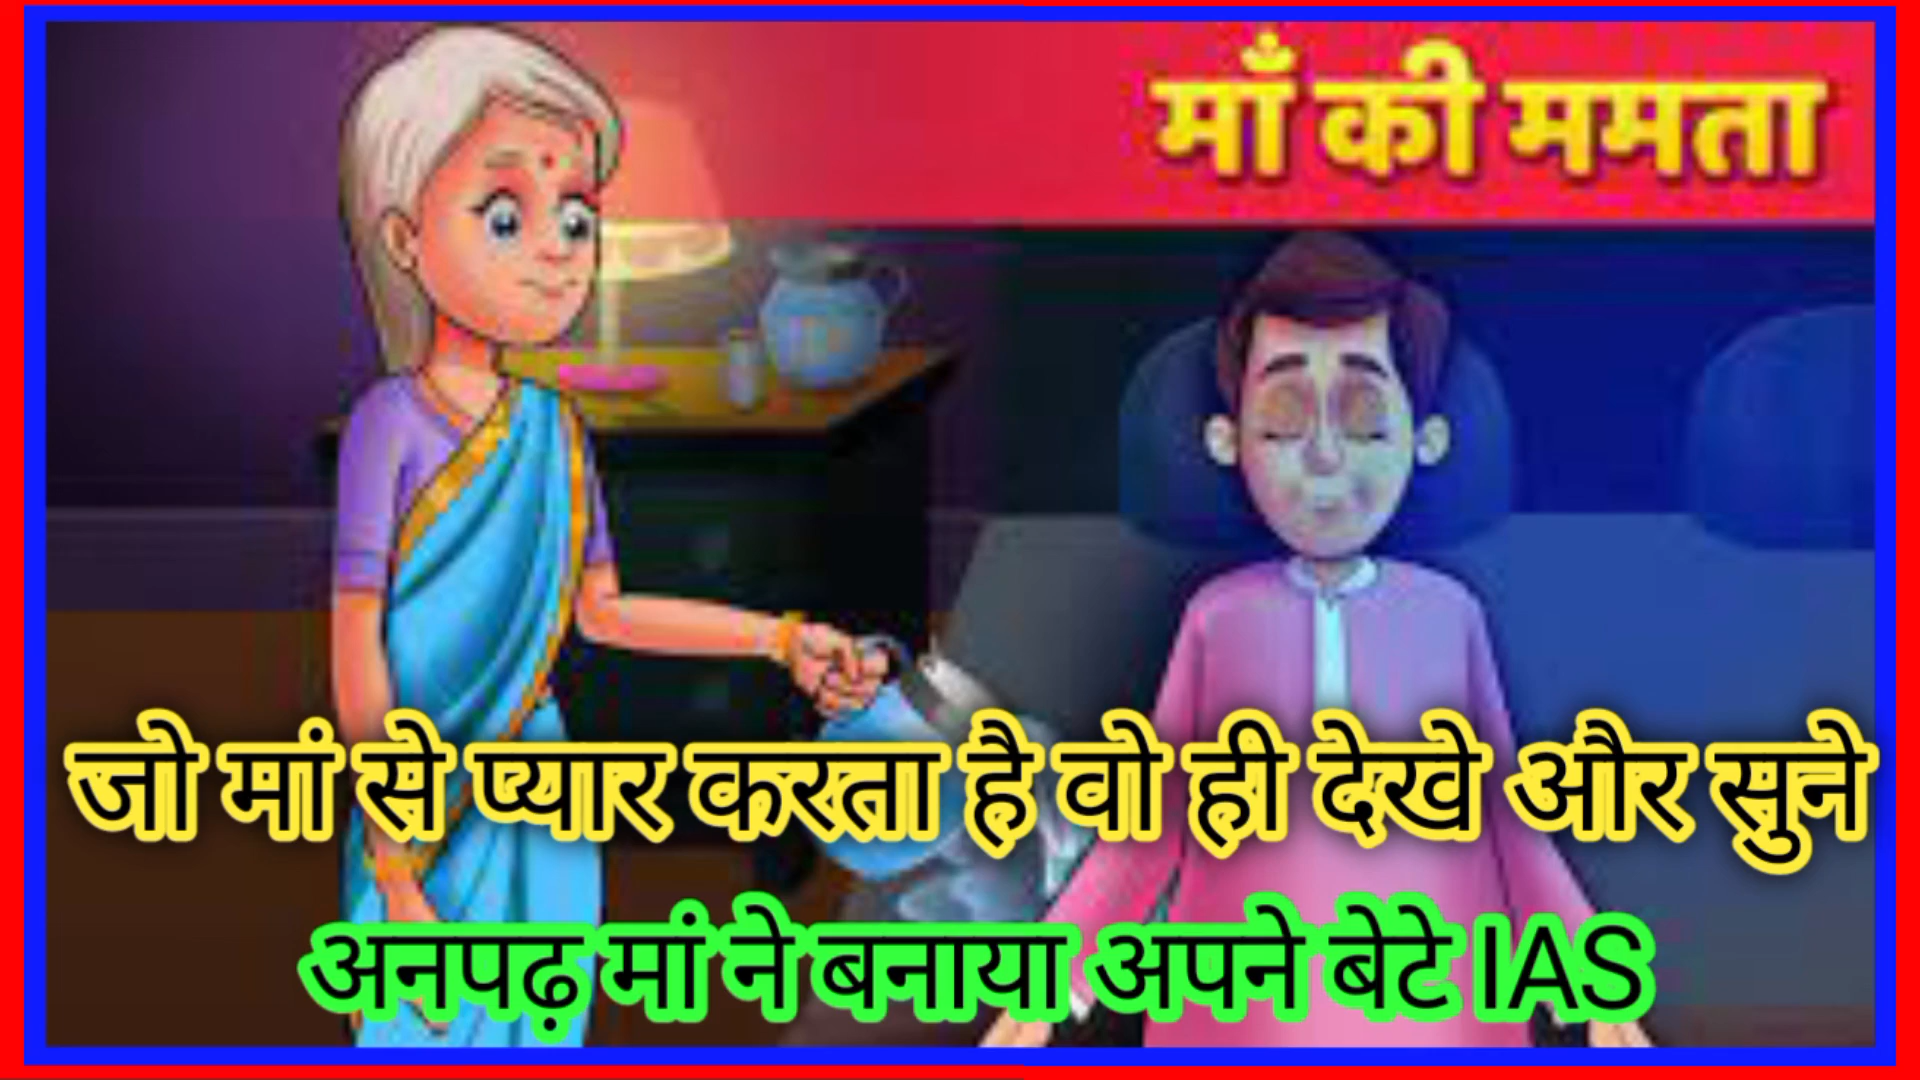 माँ की ममता
जो मां से प्यार करता है वो ही देखे और सुने
अनपढ़ मां ने बनाया अपने बेटे IAS